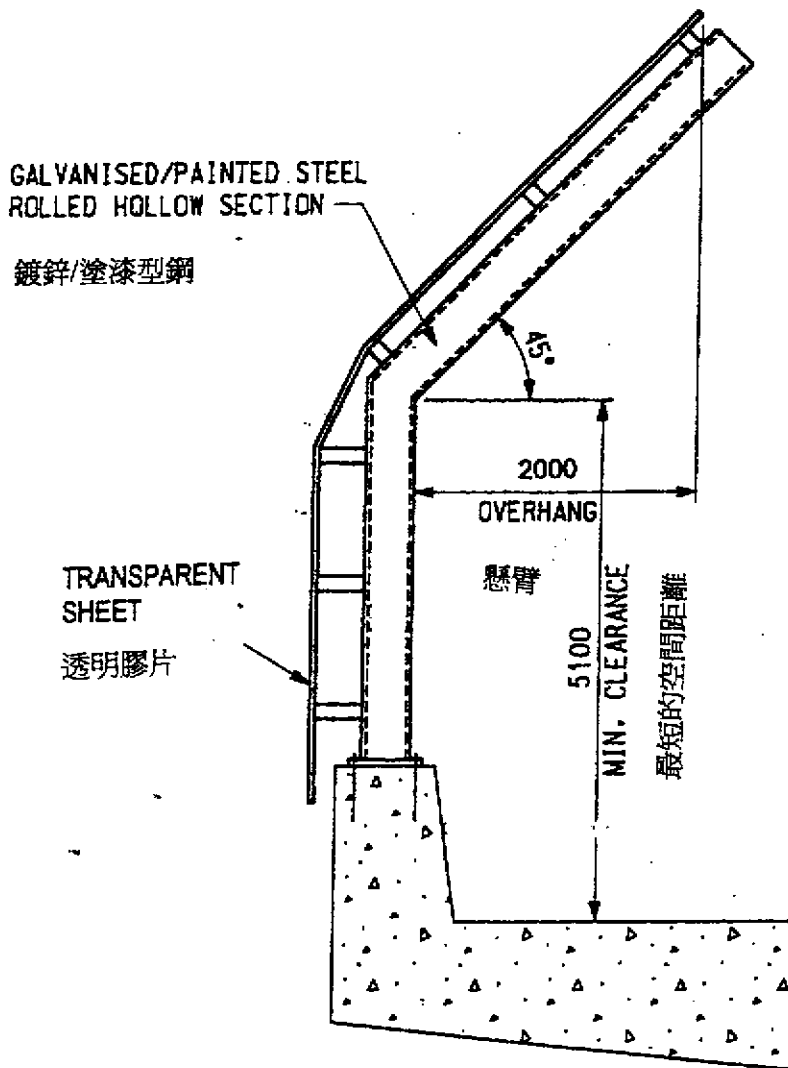 GALVANISED/PAINTED STEEL
ROLLED HOLLOW SECTION
鍍鋅/塗漆型鋼
45°
2000
OVERHANG
懸臂
TRANSPARENT
SHEET
透明膠片
5100
MIN. CLEARANCE
最短的空間距離